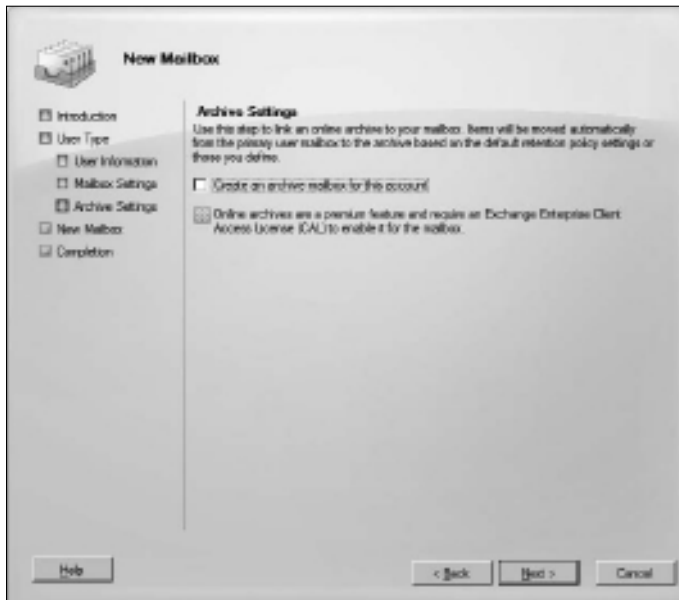 New Mailbox
Introduction
User Type
User Information
Mailbox Settings
Archive Settings
New Mailbox
Completion
Archive Settings
Use this step to link an online archive to your mailbox. Items will be moved automatically
from the primary user mailbox to the archive based on the default retention policy settings or
those you define.
Create an archive mailbox for this account
Online archives are a premium feature and require an Exchange Enterprise Client
Access License (CAL) to enable it for the mailbox.
Help
< Back
Next >
Cancel